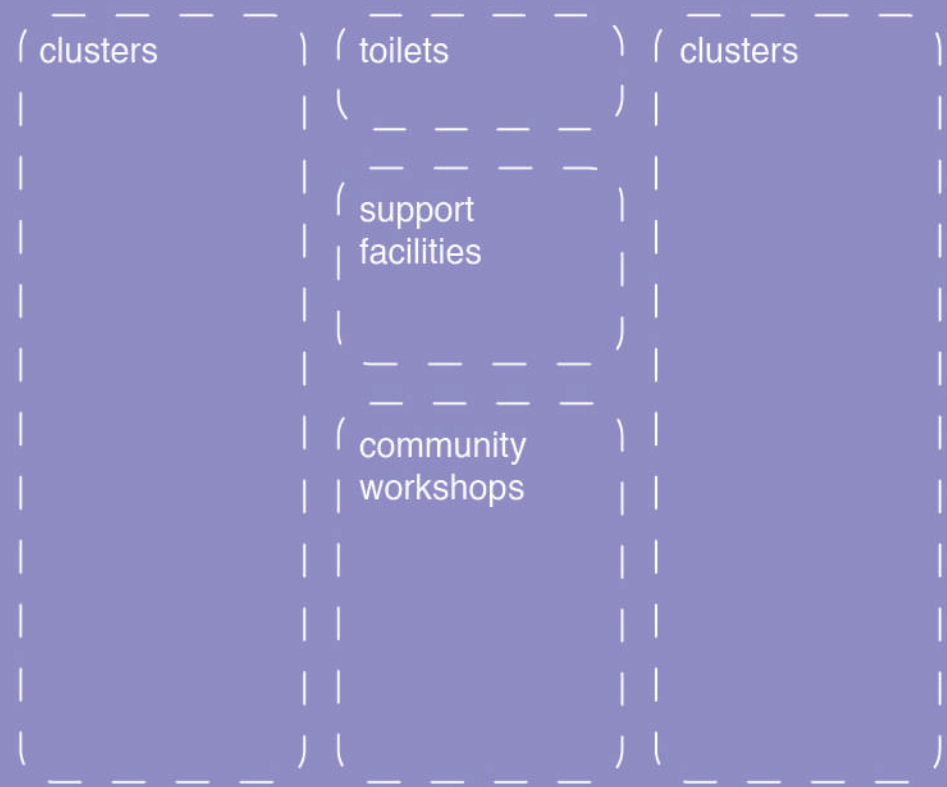 clusters
toilets
support
facilities
community
workshops
clusters